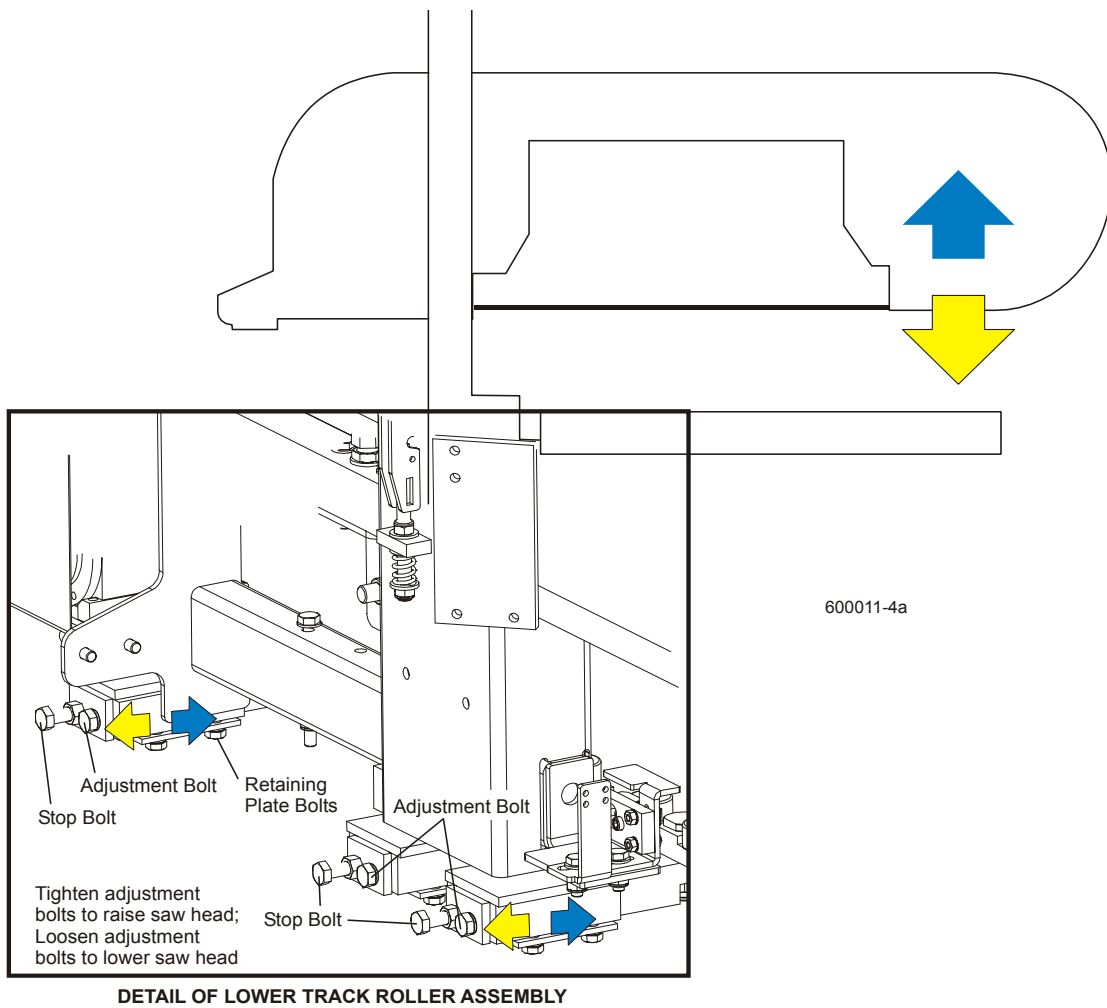 600011-4a
Adjustment Bolt
Stop Bolt
Retaining
Plate Bolts
Adjustment Bolt
Stop Bolt
Tighten adjustment
bolts to raise saw head;
Loosen adjustment
bolts to lower saw head
DETAIL OF LOWER TRACK ROLLER ASSEMBLY